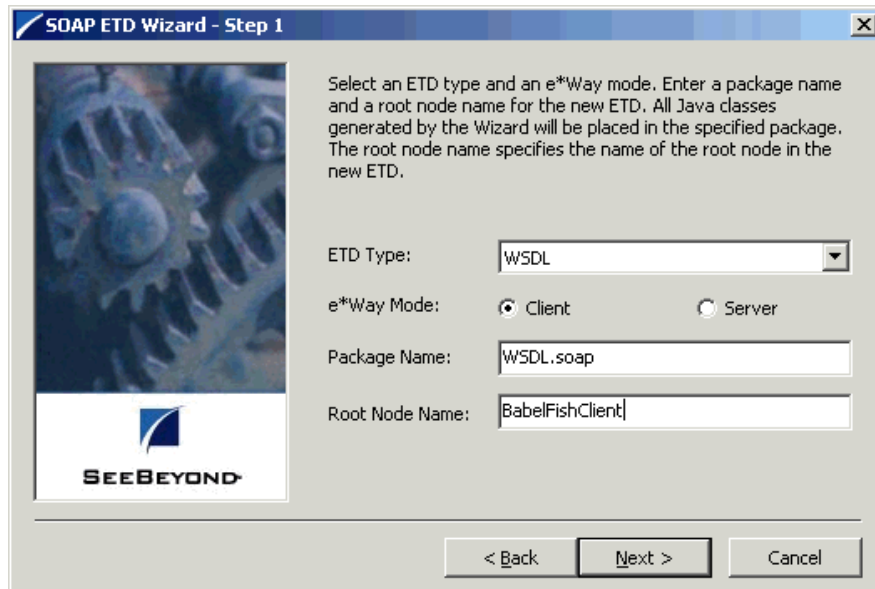 SOAP ETD Wizard - Step 1
Select an ETD type and an e*Way mode. Enter a package name
and a root node name for the new ETD. All Java classes
generated by the Wizard will be placed in the specified package.
The root node name specifies the name of the root node in the
new ETD.
ETD Type: WSDL
e*Way Mode: Client Server
Package Name: WSDL.soap
Root Node Name: BabelFishClient
SEEBEYOND
< Back Next > Cancel